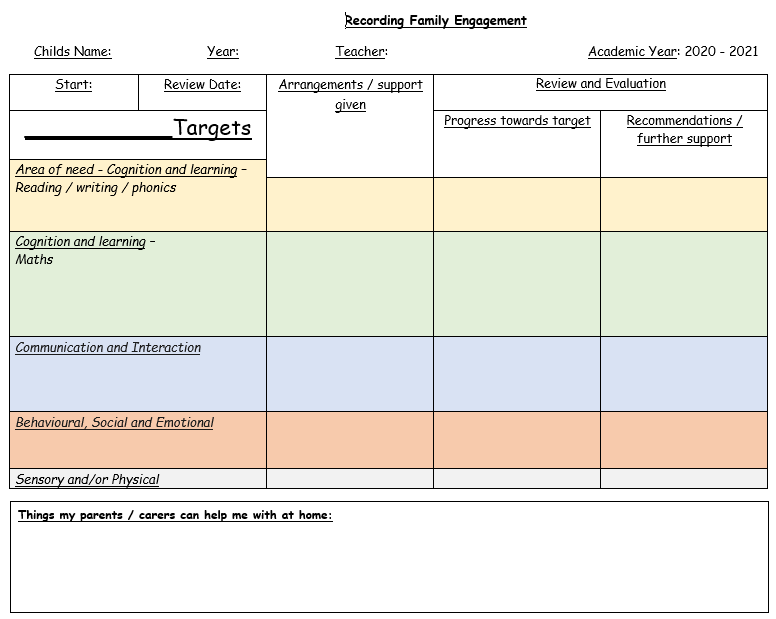 Recording Family Engagement
Childs Name: Year: Teacher: Academic Year: 2020 - 2021
Start: Review Date: Arrangements / support Review and Evaluation
given
____________Targets Progress towards target Recommendations /
further support
Area of need - Cognition and learning –
Reading / writing / phonics
Cognition and learning –
Maths
Communication and Interaction
Behavioural, Social and Emotional
Sensory and/or Physical
Things my parents / carers can help me with at home: